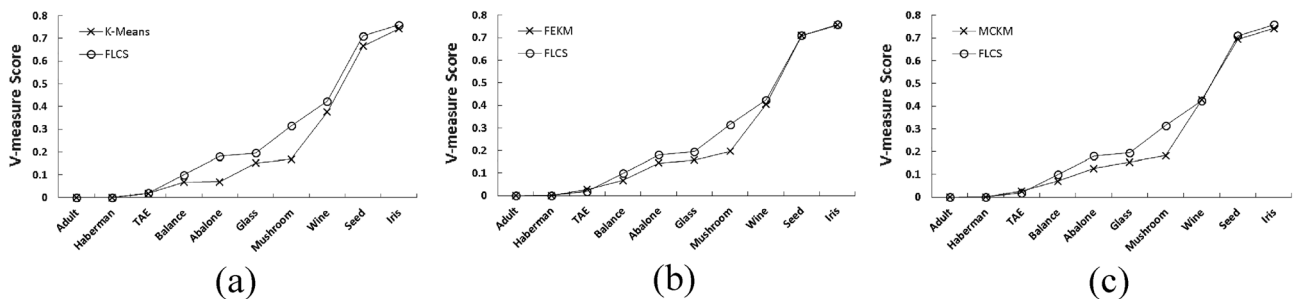 V-measure Score
0.8
0.7
0.6
0.5
0.4
0.3
0.2
0.1
0
K-Means
FLCS
Adult
Haberman
TAE
Balance
Abalone
Glass
Mushroom
Wine
Seed
Iris
(a)
V-measure Score
0.8
0.7
0.6
0.5
0.4
0.3
0.2
0.1
0
FEKM
FLCS
Adult
Haberman
TAE
Balance
Abalone
Glass
Mushroom
Wine
Seed
Iris
(b)
V-measure Score
0.8
0.7
0.6
0.5
0.4
0.3
0.2
0.1
0
MCKM
FLCS
Adult
Haberman
TAE
Balance
Abalone
Glass
Mushroom
Wine
Seed
Iris
(c)